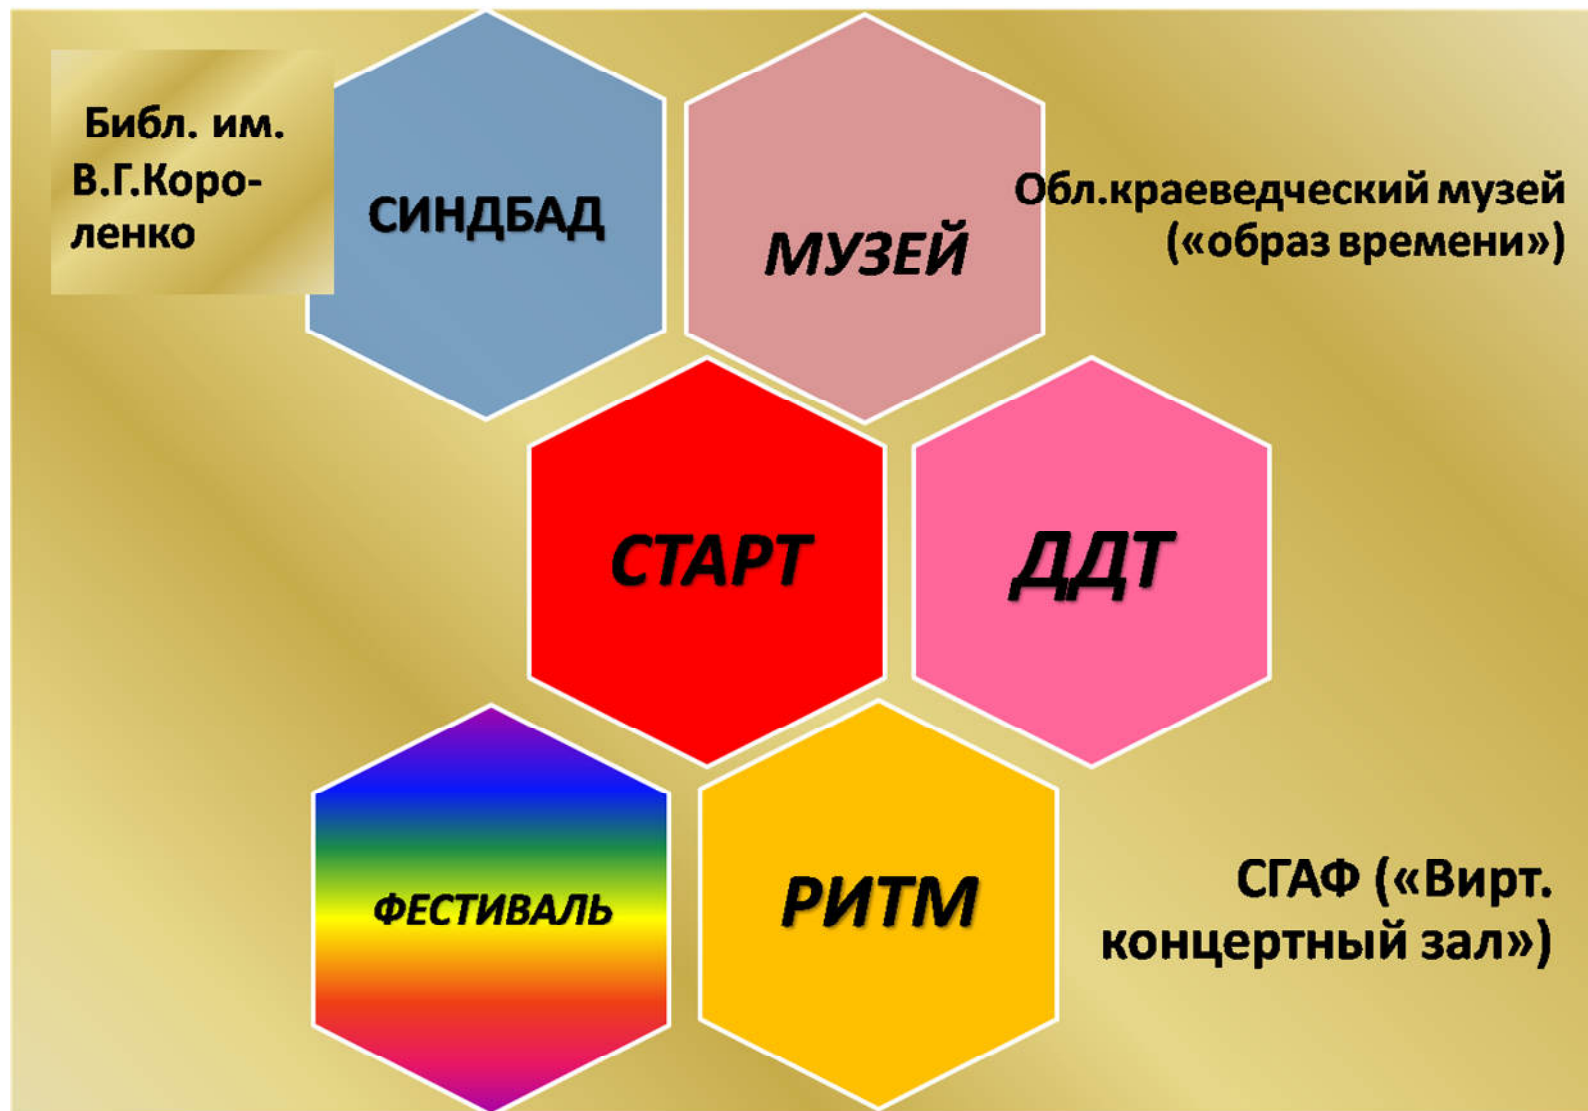 Библ. им.
В.Г.Коро-
ленко
СИНДБАД
МУЗЕЙ
Обл.краеведческий музей
(«образ времени»)
СТАРТ
ДДТ
ФЕСТИВАЛЬ
РИТМ
СГАФ («Вирт.
концертный зал»)